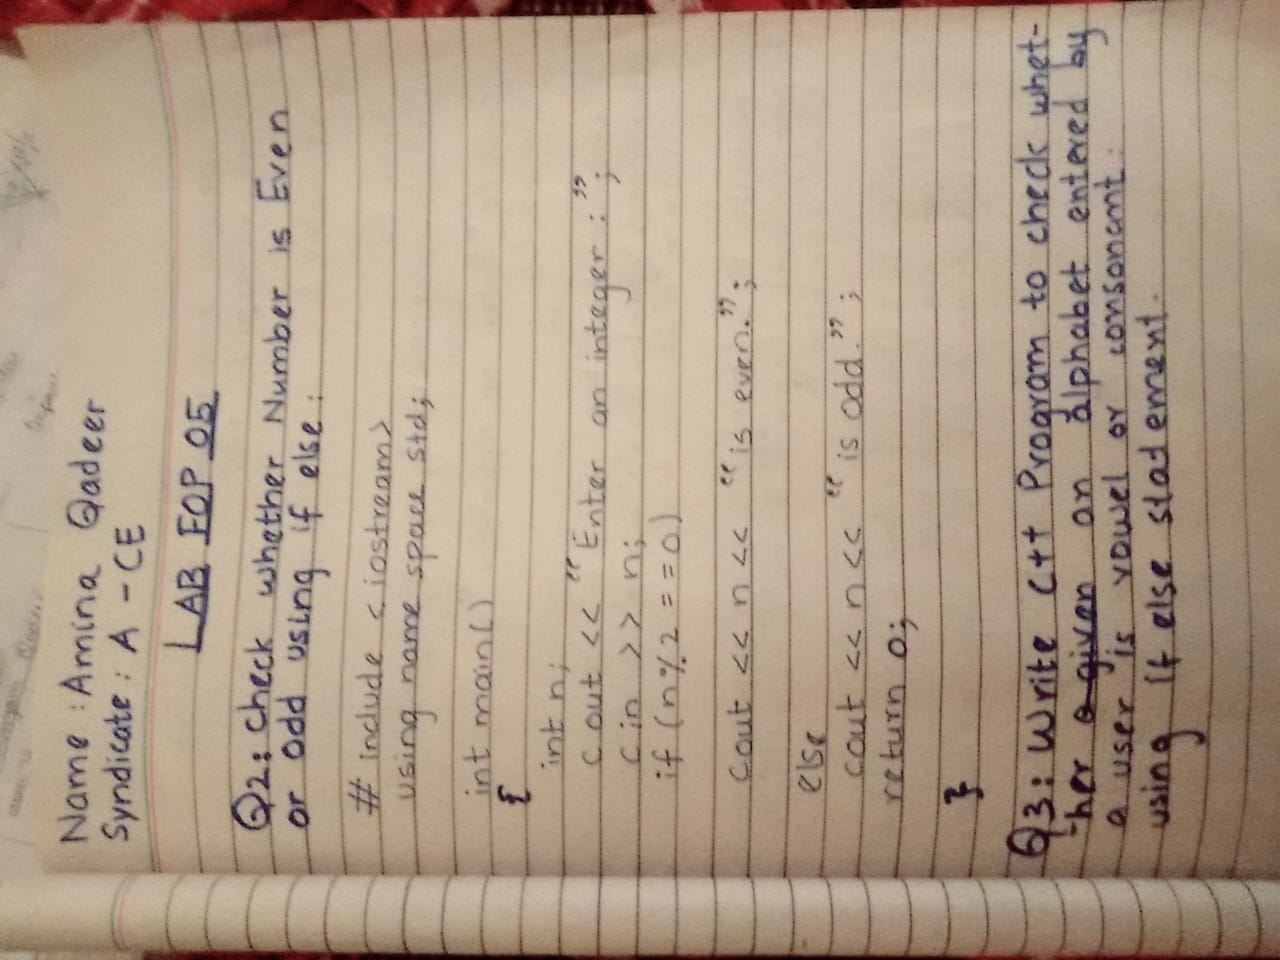 Name : Amina Qadeer
Syndicate : A - CE
LAB FOP 05
Q2: Check whether Number is Even
or odd using if else :
# include < iostream>
using name space std;
int main()
{
int n;
cout << "Enter an integer : " ;
cin >> n;
if (n % 2 == 0)
cout << n << " is even.";
else
cout << n << " is odd." ;
return 0;
}
Q3: Write C++ Program to check whet-
-her a given an alphabet entered by
a user is vowel or consonant :
using if else statement.